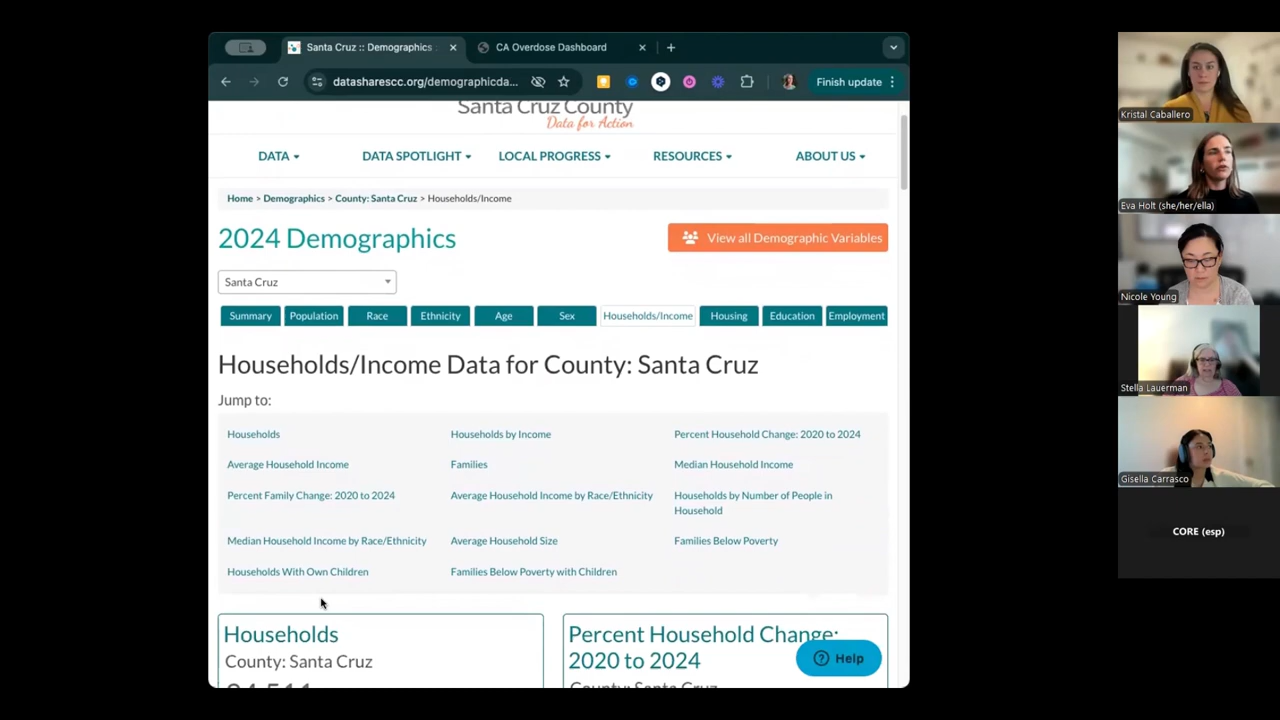 Santa Cruz :: Demographics
CA Overdose Dashboard
datasharescc.org/demographicda...
Finish update
Santa Cruz County
Data for Action
DATA
DATA SPOTLIGHT
LOCAL PROGRESS
RESOURCES
ABOUT US
Home > Demographics > County: Santa Cruz > Households/Income
2024 Demographics
View all Demographic Variables
Santa Cruz
Summary
Population
Race
Ethnicity
Age
Sex
Households/Income
Housing
Education
Employment
Households/Income Data for County: Santa Cruz
Jump to:
Households
Households by Income
Percent Household Change: 2020 to 2024
Average Household Income
Families
Median Household Income
Percent Family Change: 2020 to 2024
Average Household Income by Race/Ethnicity
Households by Number of People in
Household
Median Household Income by Race/Ethnicity
Average Household Size
Families Below Poverty
Households With Own Children
Families Below Poverty with Children
Households
County: Santa Cruz
Percent Household Change:
2020 to 2024
County: Santa Cruz
Help
Kristal Caballero
Eva Holt (she/her/ella)
Nicole Young
Stella Lauerman
Gisella Carrasco
CORE (esp)